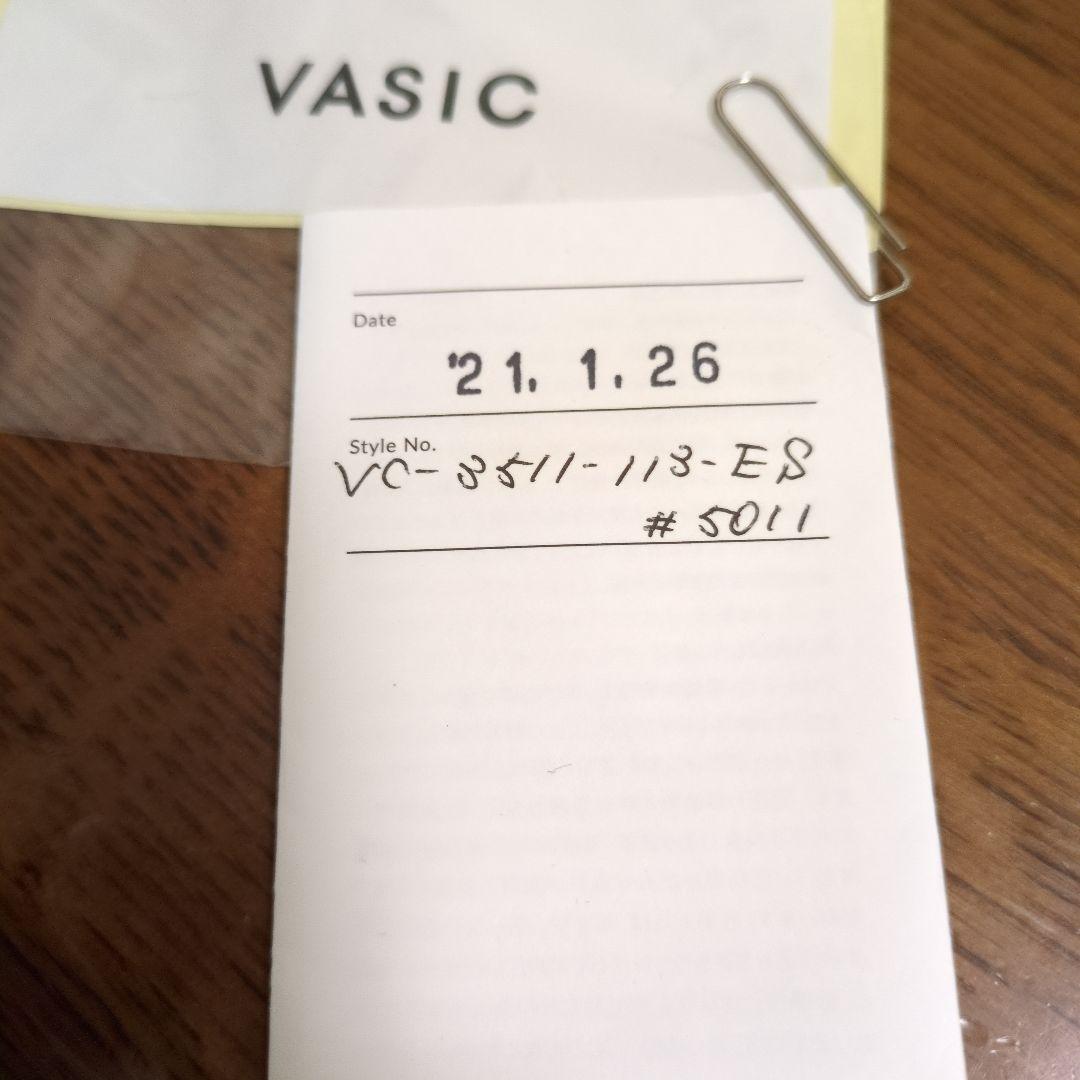 VASIC
Date
'21. 1. 26
Style No.
VC-3511-113-ES
#5011